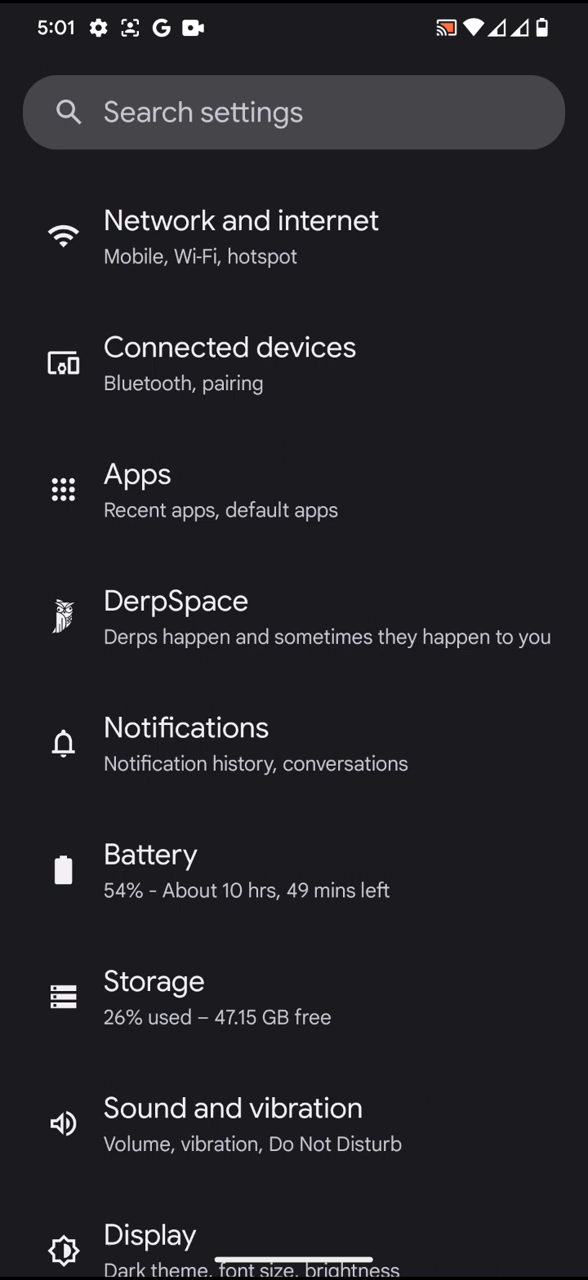 5:01
Search settings
Network and internet
Mobile, Wi-Fi, hotspot
Connected devices
Bluetooth, pairing
Apps
Recent apps, default apps
DerpSpace
Derps happen and sometimes they happen to you
Notifications
Notification history, conversations
Battery
54% - About 10 hrs, 49 mins left
Storage
26% used – 47.15 GB free
Sound and vibration
Volume, vibration, Do Not Disturb
Display
Dark theme, font size, brightness